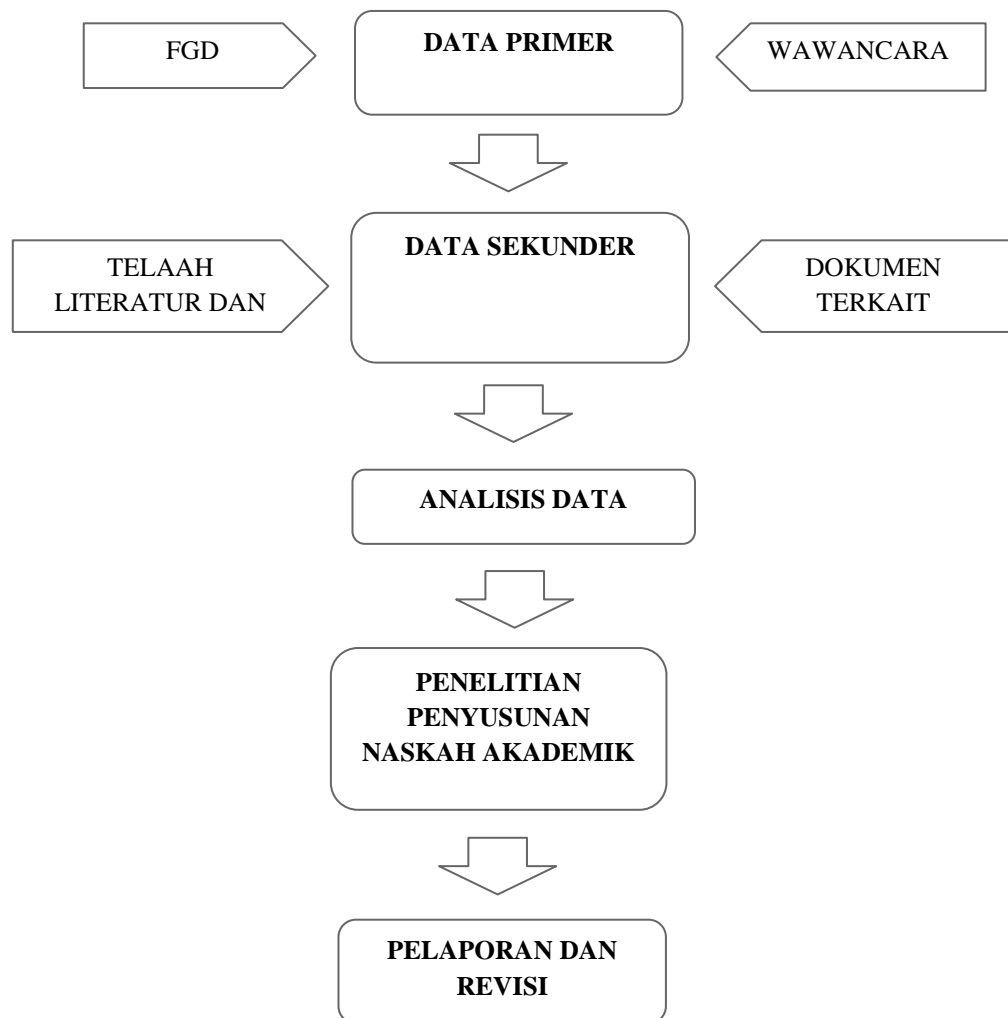 FGD
DATA PRIMER
WAWANCARA
TELAAH
LITERATUR DAN
DATA SEKUNDER
DOKUMEN
TERKAIT
ANALISIS DATA
PENELITIAN
PENYUSUNAN
NASKAH AKADEMIK
PELAPORAN DAN
REVISI